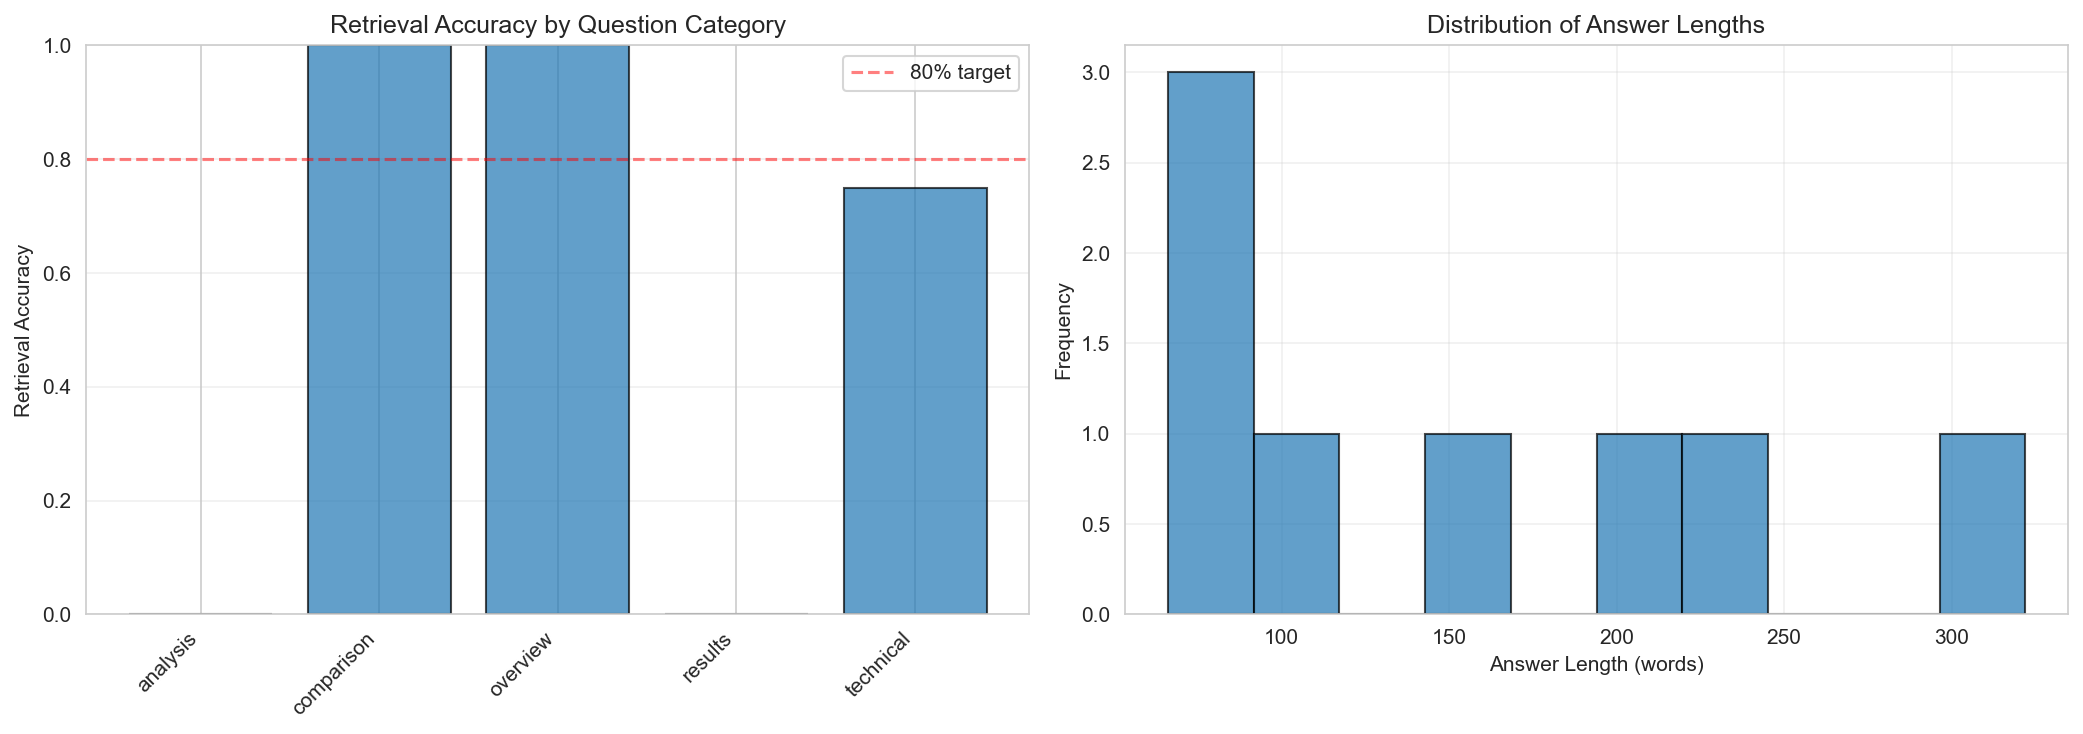 Retrieval Accuracy by Question Category
Retrieval Accuracy
1.0
0.8
0.6
0.4
0.2
0.0
80% target
analysis
comparison
overview
results
technical
Distribution of Answer Lengths
Frequency
3.0
2.5
2.0
1.5
1.0
0.5
0.0
100
150
200
250
300
Answer Length (words)